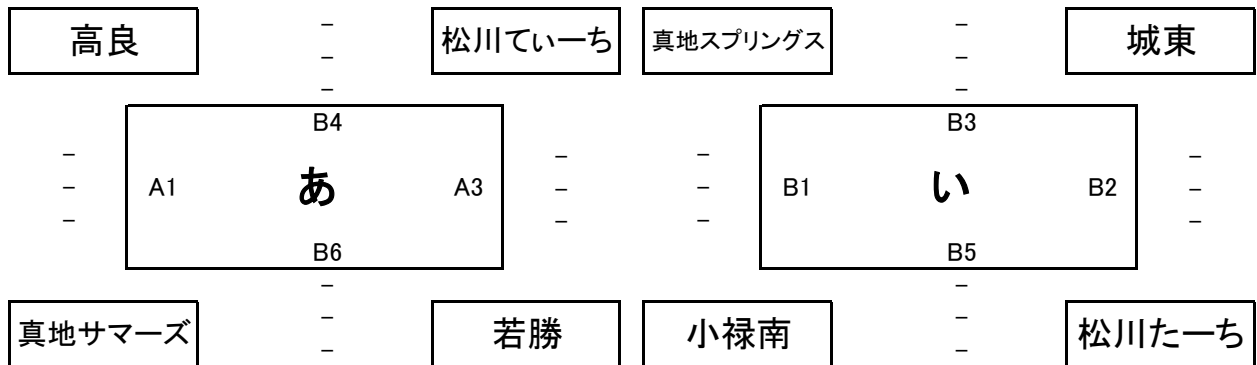 高良 － 松川てぃーち 真地スプリングス － 城東
－ －
－ －
B4 B3
－ － － －
－ A1 あ A3 － － B1 い B2 －
－ － － －
B6 B5
－ －
真地サマーズ － 若勝 小禄南 － 松川たーち
－ －